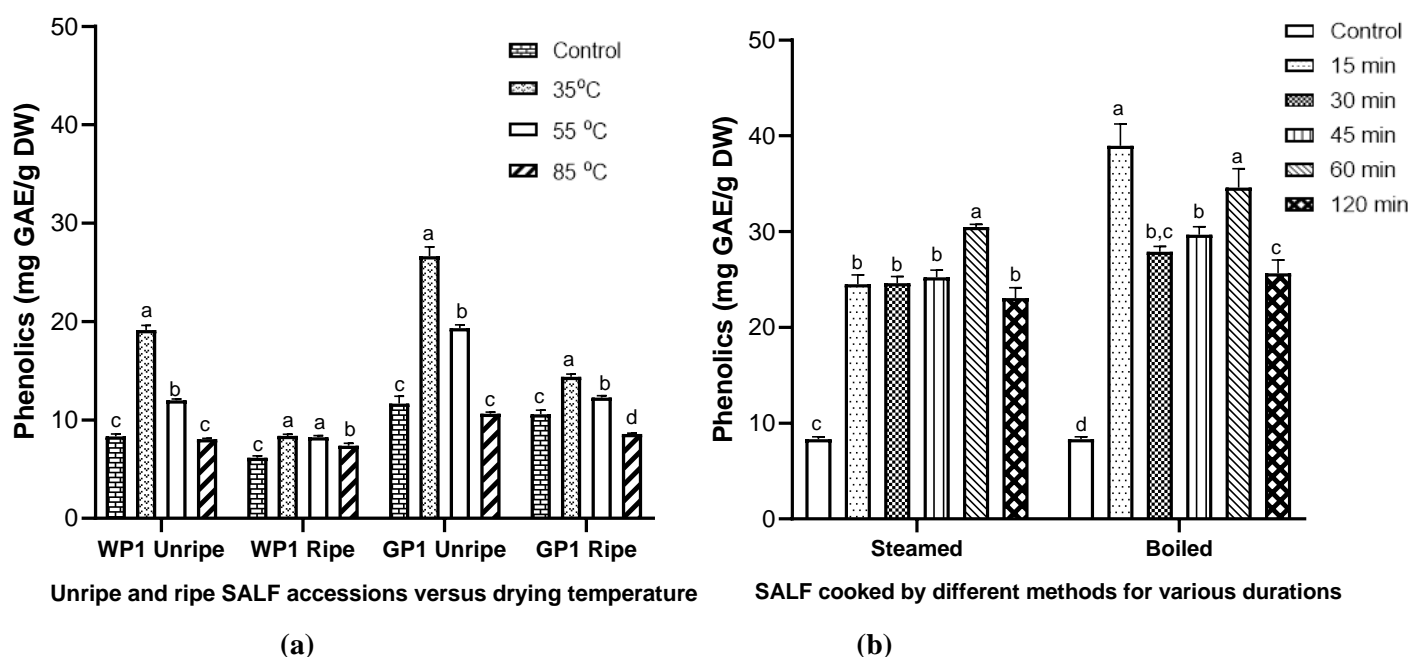 Phenolics (mg GAE/g DW)
50
40
30
20
10
0
Control
35⁰C
55 ⁰C
85 ⁰C
c
a
b
c
c
a
a
b
c
a
b
c
c
a
b
d
WP1 Unripe
WP1 Ripe
GP1 Unripe
GP1 Ripe
Unripe and ripe SALF accessions versus drying temperature
(a)
Phenolics (mg GAE/g DW)
50
40
30
20
10
0
Control
15 min
30 min
45 min
60 min
120 min
c
b
b
b
a
b
d
a
b,c
b
a
c
Steamed
Boiled
SALF cooked by different methods for various durations
(b)